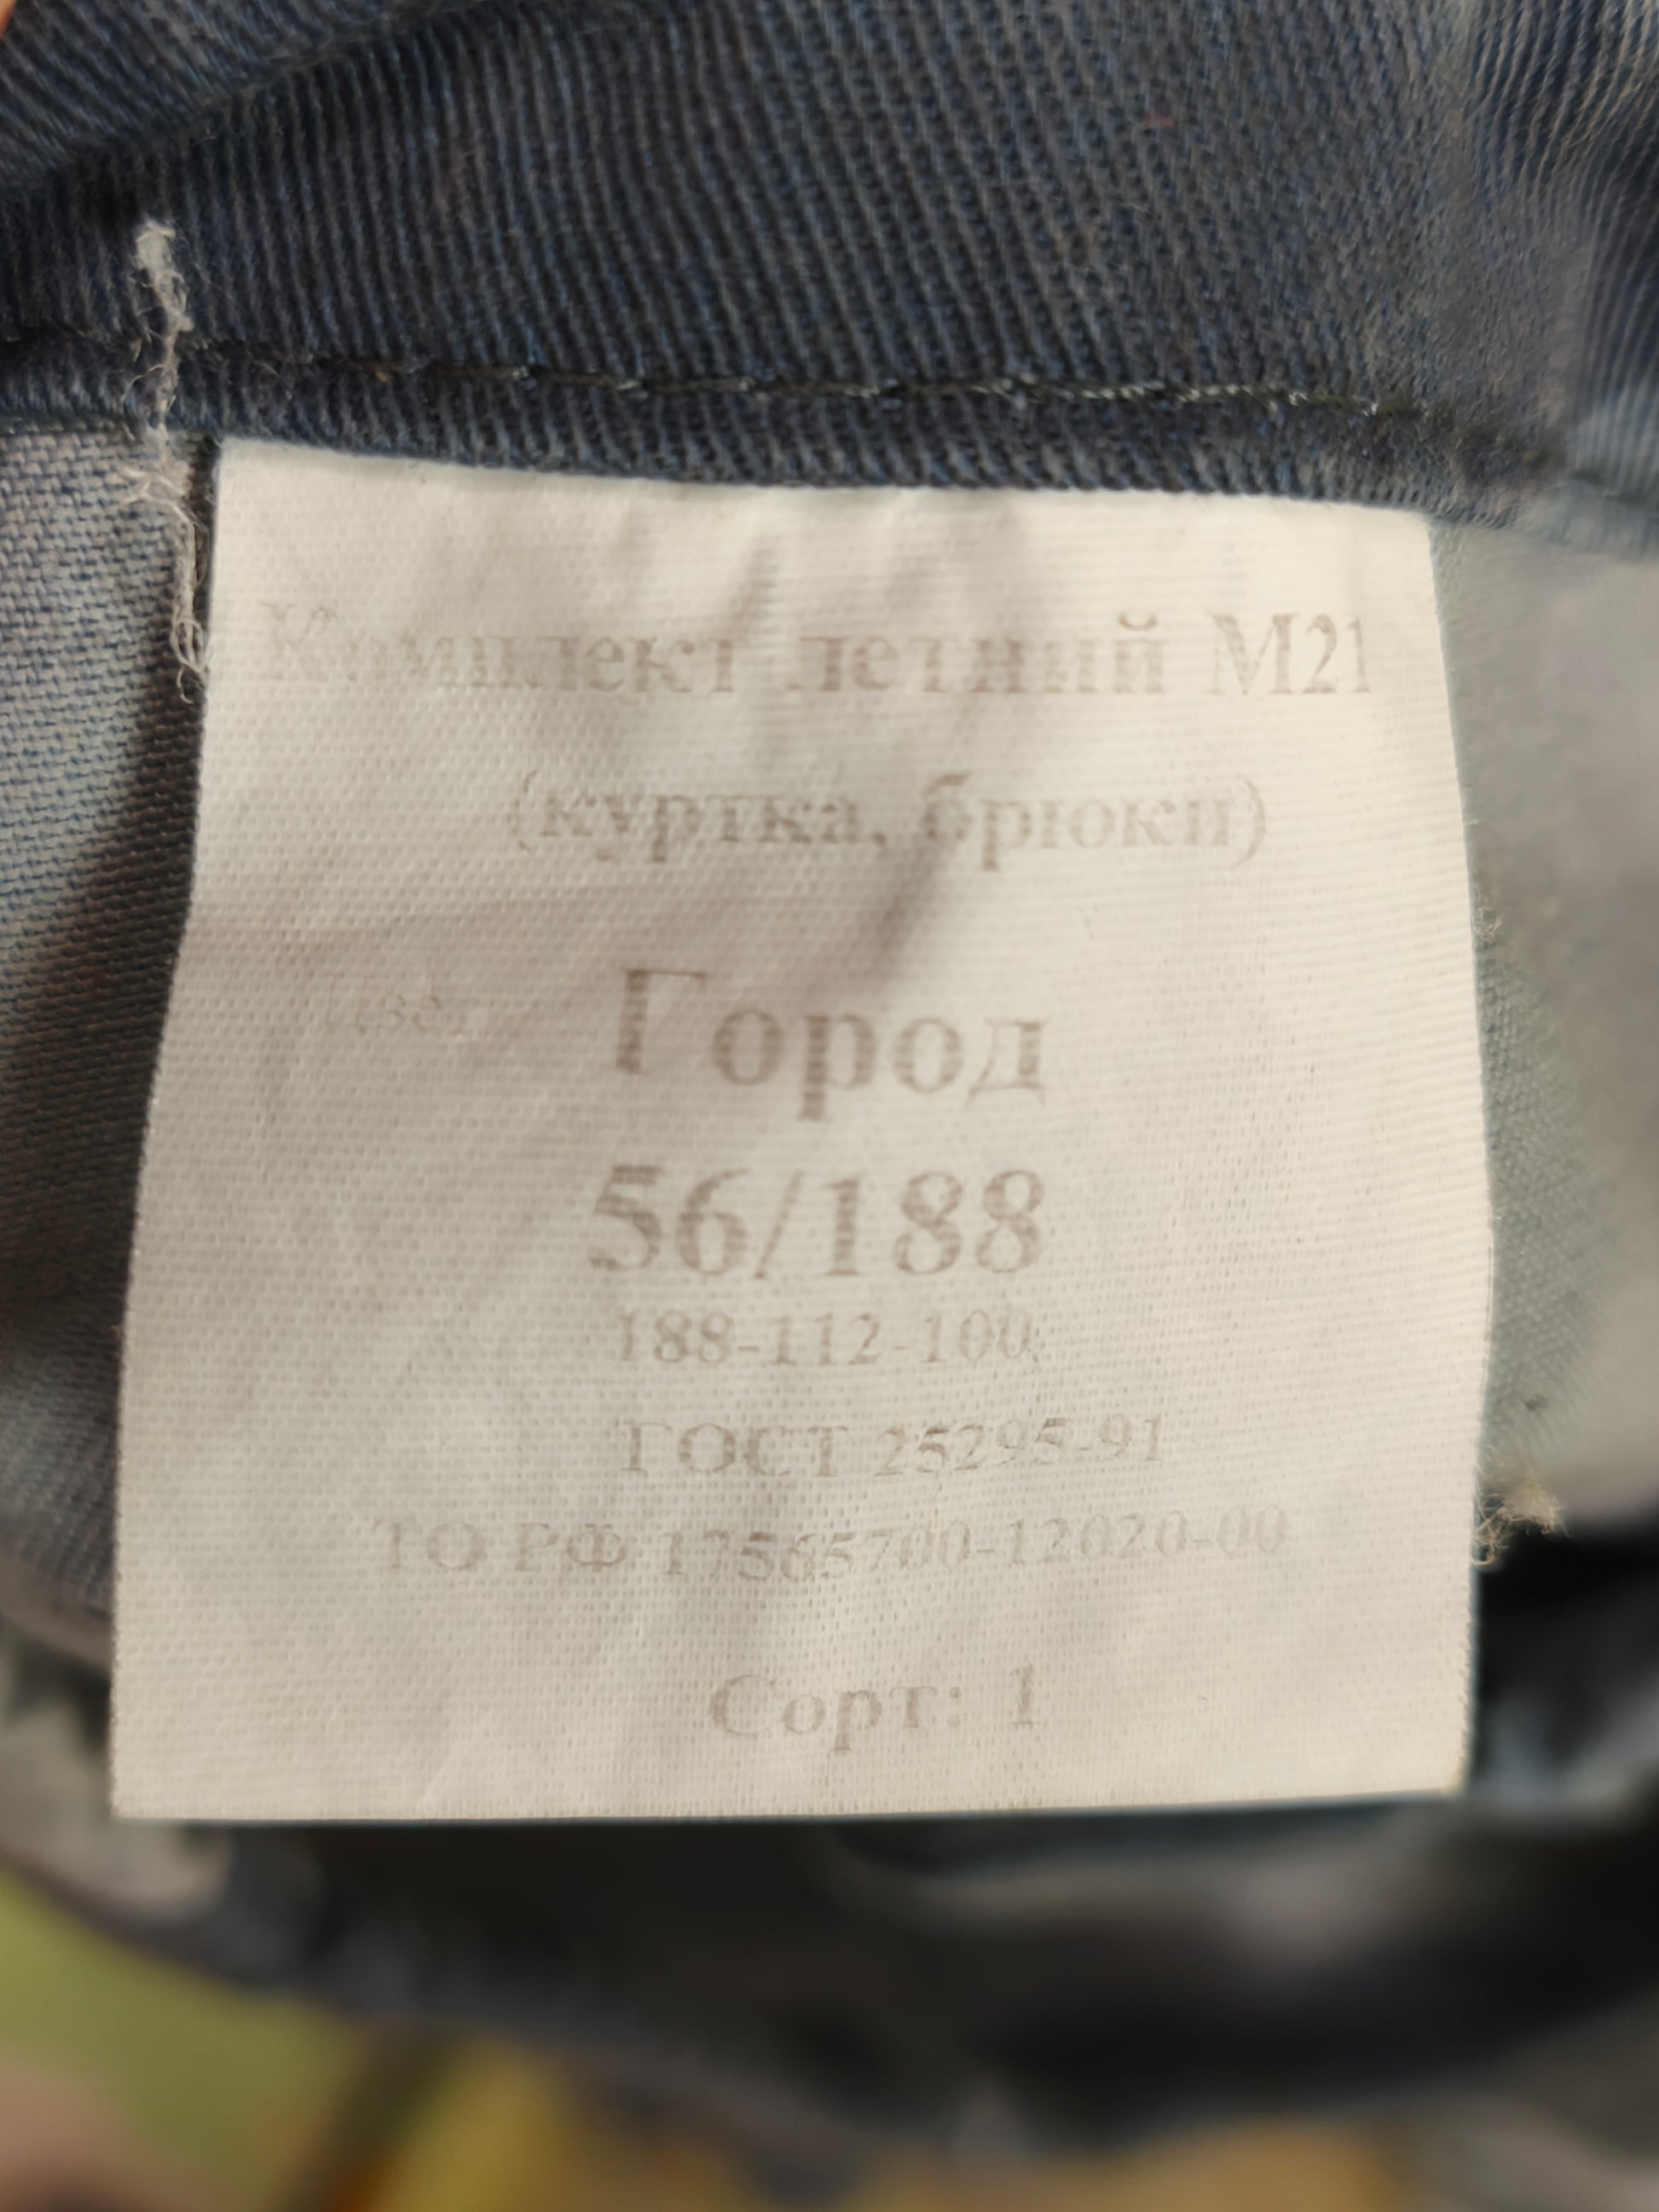 Комплект летний М21
(куртка, брюки)
Цвет Город
56/188
188-112-100
ГОСТ 25295-91
ТО РФ 17565700-12020-00
Сорт: 1